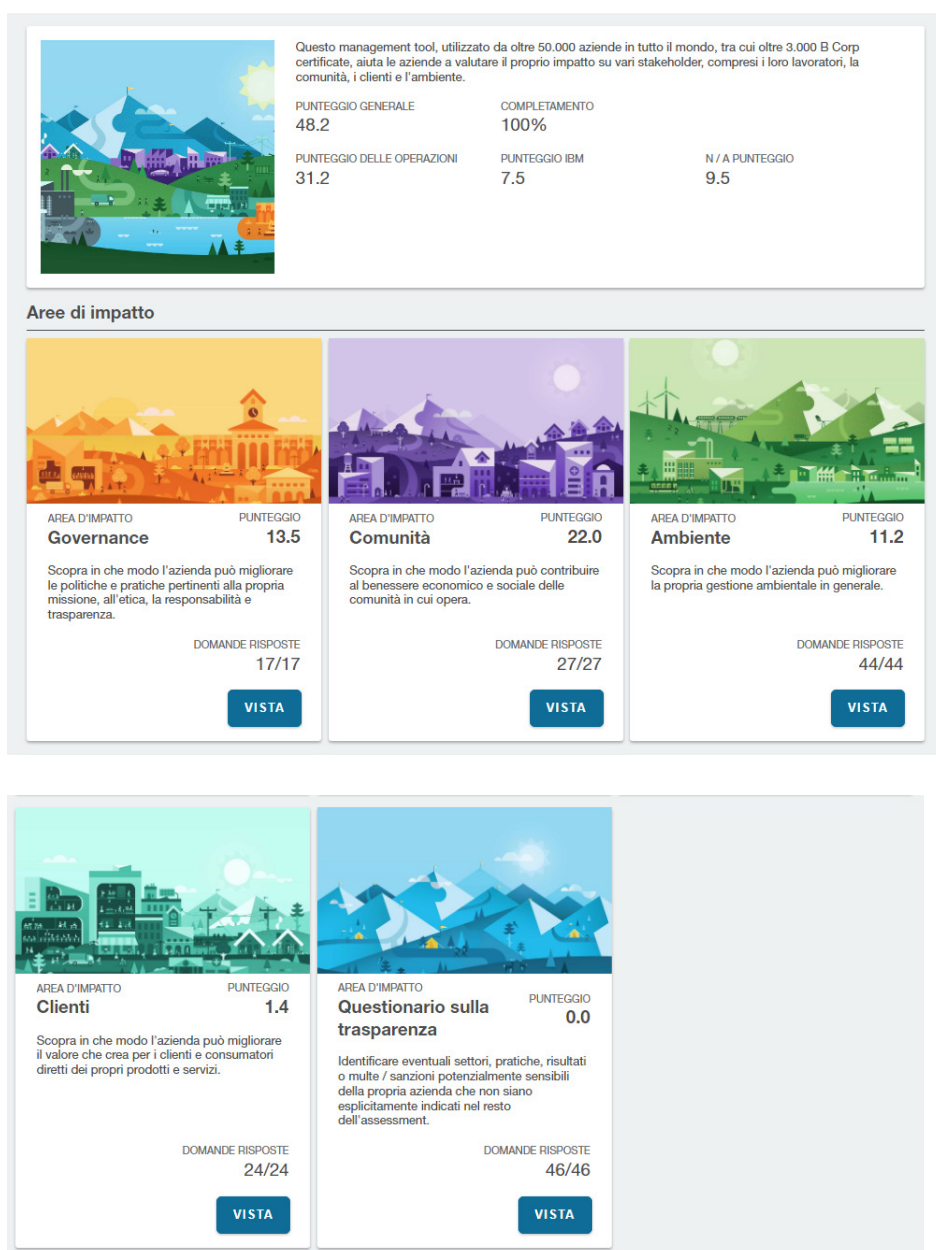 Questo management tool, utilizzato da oltre 50.000 aziende in tutto il mondo, tra cui oltre 3.000 B Corp
certificate, aiuta le aziende a valutare il proprio impatto su vari stakeholder, compresi i loro lavoratori, la
comunità, i clienti e l'ambiente.
PUNTEGGIO GENERALE COMPLETAMENTO
48.2 100%
PUNTEGGIO DELLE OPERAZIONI PUNTEGGIO IBM N / A PUNTEGGIO
31.2 7.5 9.5
Aree di impatto
AREA D'IMPATTO PUNTEGGIO
Governance 13.5
Scopra in che modo l'azienda può migliorare
le politiche e pratiche pertinenti alla propria
missione, all'etica, la responsabilità e
trasparenza.
DOMANDE RISPOSTE
17/17
VISTA
AREA D'IMPATTO PUNTEGGIO
Comunità 22.0
Scopra in che modo l'azienda può contribuire
al benessere economico e sociale delle
comunità in cui opera.
DOMANDE RISPOSTE
27/27
VISTA
AREA D'IMPATTO PUNTEGGIO
Ambiente 11.2
Scopra in che modo l'azienda può migliorare
la propria gestione ambientale in generale.
DOMANDE RISPOSTE
44/44
VISTA
AREA D'IMPATTO PUNTEGGIO
Clienti 1.4
Scopra in che modo l'azienda può migliorare
il valore che crea per i clienti e consumatori
diretti dei propri prodotti e servizi.
DOMANDE RISPOSTE
24/24
VISTA
AREA D'IMPATTO PUNTEGGIO
Questionario sulla 0.0
trasparenza
Identificare eventuali settori, pratiche, risultati
o multe / sanzioni potenzialmente sensibili
della propria azienda che non siano
esplicitamente indicati nel resto
dell'assessment.
DOMANDE RISPOSTE
46/46
VISTA